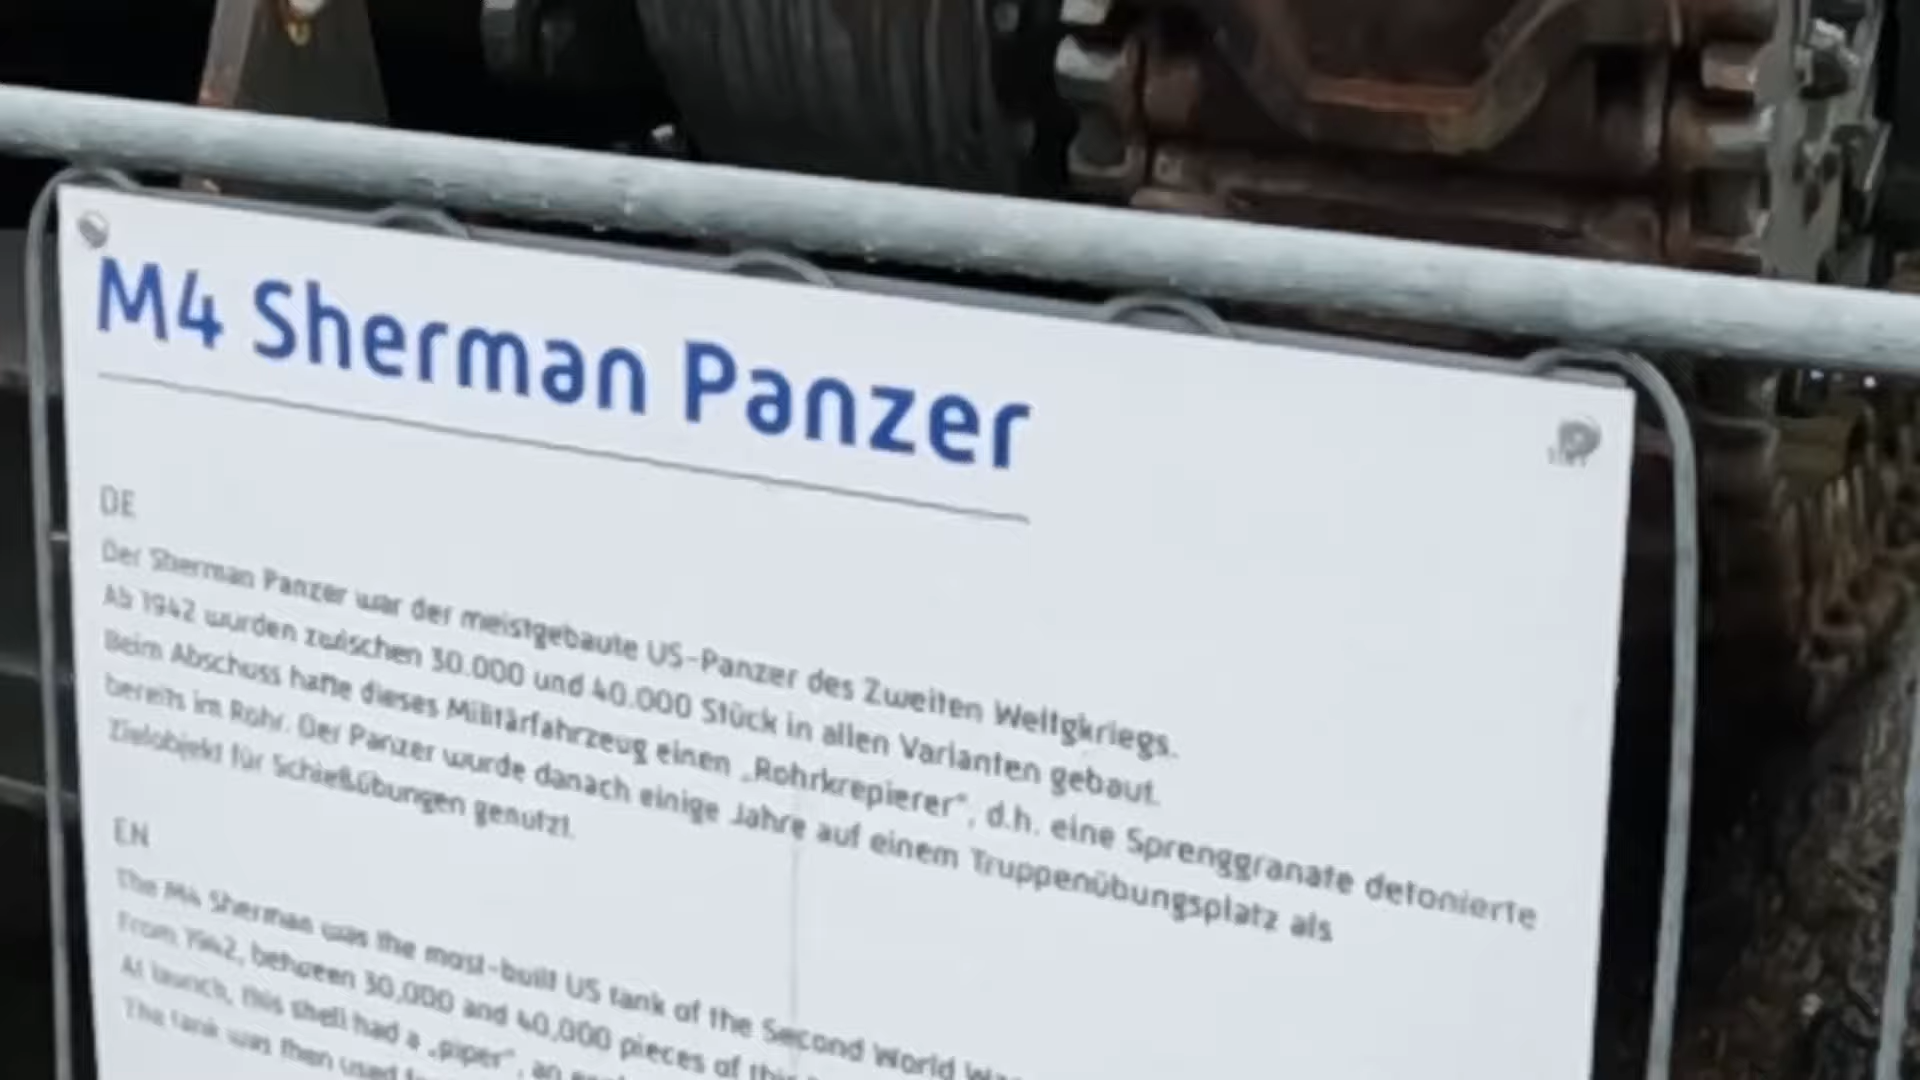 M4 Sherman Panzer
DE
Der Sherman Panzer war der meistgebaute US-Panzer des Zweiten Weltgkriegs.
Ab 1942 wurden zwischen 30.000 und 40.000 Stück in allen Varianten gebaut.
Beim Abschuss hatte dieses Militärfahrzeug einen „Rohrkrepierer“, d.h. eine Sprenggranate detonierte
bereits im Rohr. Der Panzer wurde danach einige Jahre auf einem Truppenübungsplatz als
Zielobjekt für Schießübungen genutzt.
EN
The M4 Sherman was the most-built US tank of the Second World
From 1942, between 30,000 and 40,000 pieces of
At launch, this shell had a „piper“, an
The tank was then used